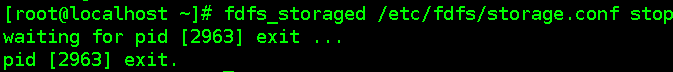 [root@localhost ~]# fdfs_storaged /etc/fdfs/storage.conf stop
waiting for pid [2963] exit ...
pid [2963] exit.